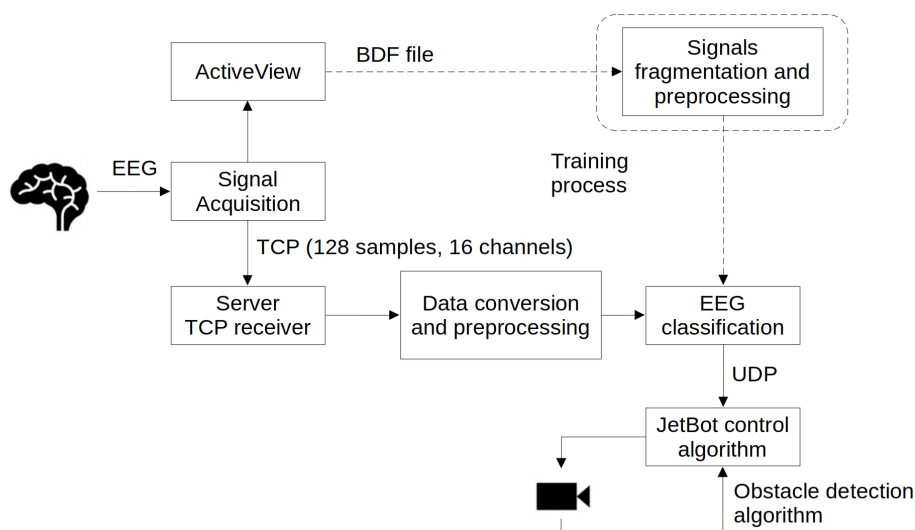 ActiveView
BDF file
Signals
fragmentation and
preprocessing
EEG
Signal
Acquisition
Training
process
TCP (128 samples, 16 channels)
Server
TCP receiver
Data conversion
and preprocessing
EEG
classification
UDP
JetBot control
algorithm
Obstacle detection
algorithm